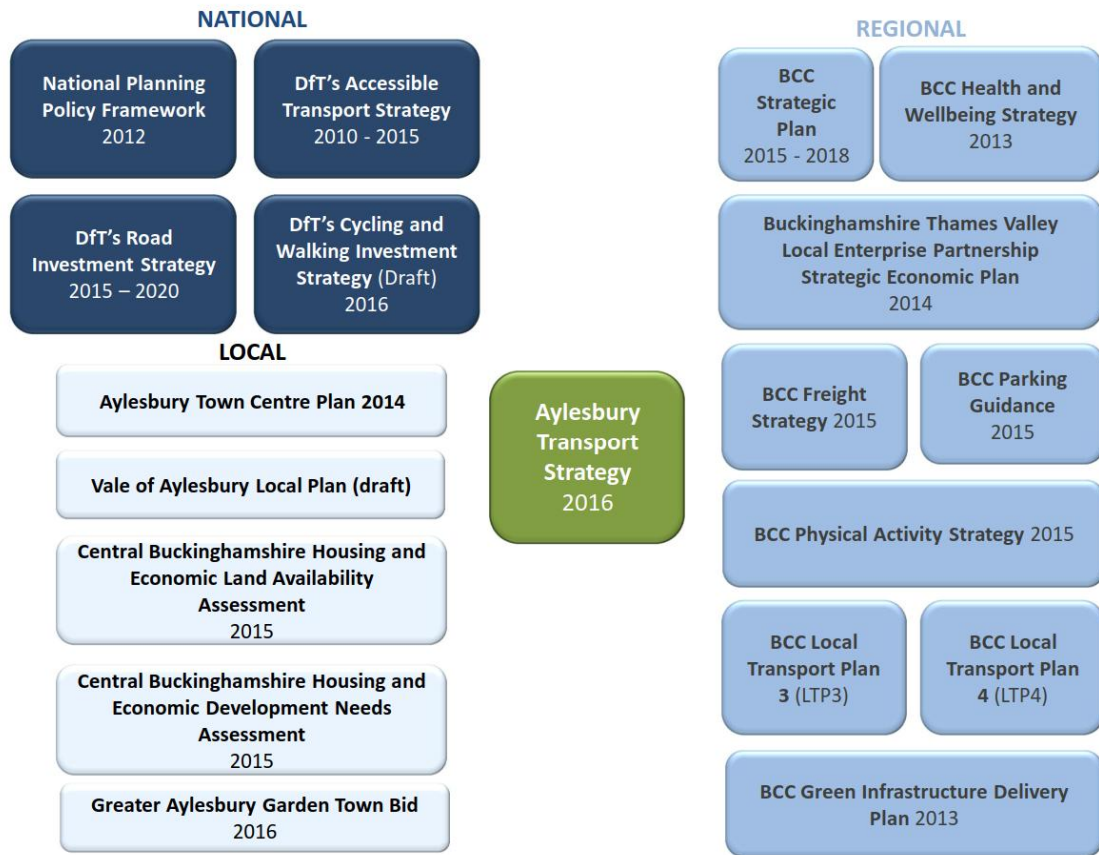 NATIONAL
National Planning
Policy Framework
2012
DfT's Accessible
Transport Strategy
2010 - 2015
DfT's Road
Investment Strategy
2015 – 2020
DfT's Cycling and
Walking Investment
Strategy (Draft)
2016
LOCAL
Aylesbury Town Centre Plan 2014
Vale of Aylesbury Local Plan (draft)
Central Buckinghamshire Housing and
Economic Land Availability
Assessment
2015
Central Buckinghamshire Housing and
Economic Development Needs
Assessment
2015
Greater Aylesbury Garden Town Bid
2016
Aylesbury
Transport
Strategy
2016
REGIONAL
BCC
Strategic
Plan
2015 - 2018
BCC Health and
Wellbeing Strategy
2013
Buckinghamshire Thames Valley
Local Enterprise Partnership
Strategic Economic Plan
2014
BCC Freight
Strategy 2015
BCC Parking
Guidance
2015
BCC Physical Activity Strategy 2015
BCC Local
Transport Plan
3 (LTP3)
BCC Local
Transport Plan
4 (LTP4)
BCC Green Infrastructure Delivery
Plan 2013